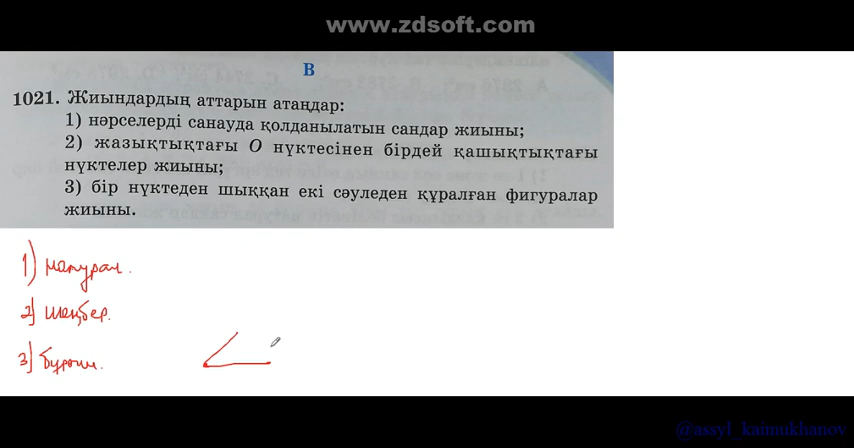 www.zdsoft.com
В
1021. Жиындардың аттарын атаңдар:
1) нәрселерді санауда қолданылатын сандар жиыны;
2) жазықтықтағы О нүктесінен бірдей қашықтықтағы
нүктелер жиыны;
3) бір нүктеден шыққан екі сәуледен құралған фигуралар
жиыны.
1) натурал.
2) шеңбер.
3) бұрыш.
@assyl_kaimukhanov